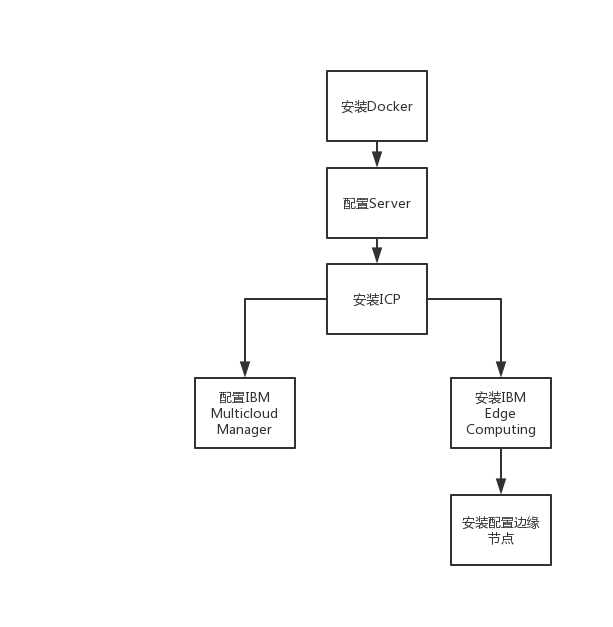 安装Docker
配置Server
安装ICP
配置IBM
Multicloud
Manager
安装IBM
Edge
Computing
安装配置边缘
节点